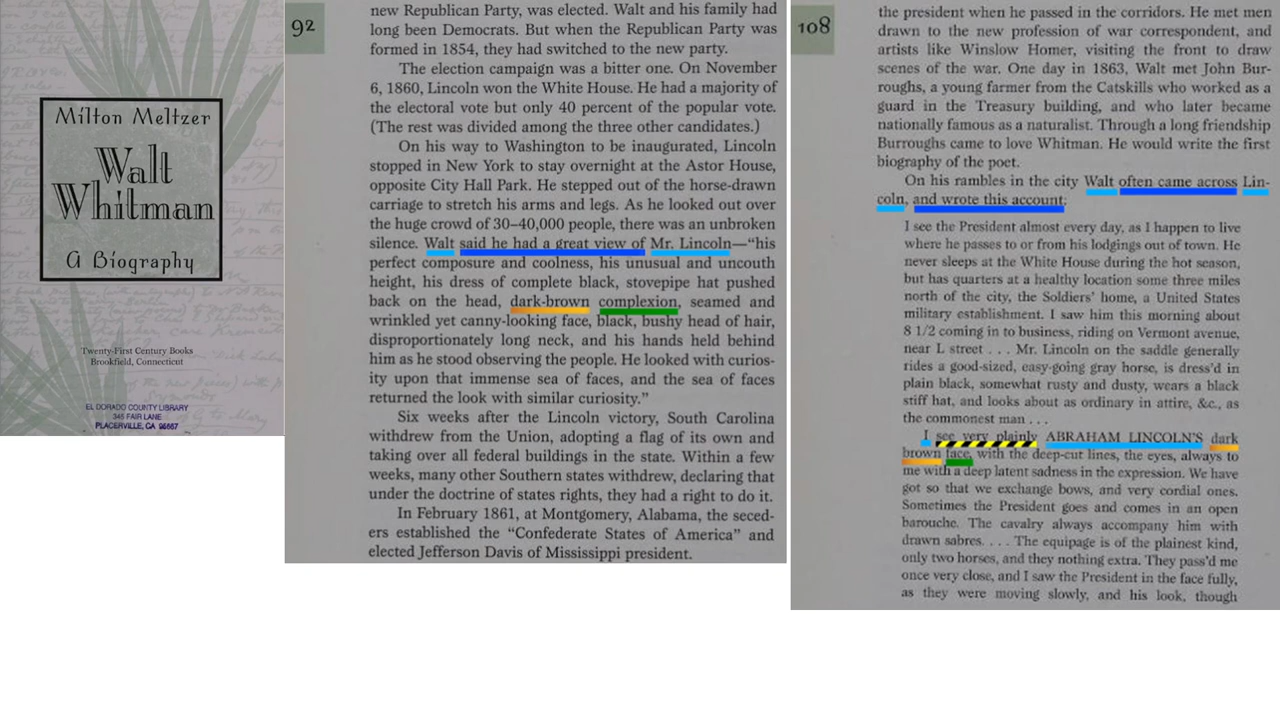 Milton Meltzer
Walt
Whitman
A Biography
Twenty-First Century Books
Brookfield, Connecticut
EL DORADO COUNTY LIBRARY
345 FAIR LANE
PLACERVILLE, CA 95667
92
new Republican Party, was elected. Walt and his family had
long been Democrats. But when the Republican Party was
formed in 1854, they had switched to the new party.
The election campaign was a bitter one. On November
6, 1860, Lincoln won the White House. He had a majority of
the electoral vote but only 40 percent of the popular vote.
(The rest was divided among the three other candidates.)
On his way to Washington to be inaugurated, Lincoln
stopped in New York to stay overnight at the Astor House,
opposite City Hall Park. He stepped out of the horse-drawn
carriage to stretch his arms and legs. As he looked out over
the huge crowd of 30–40,000 people, there was an unbroken
silence. Walt said he had a great view of Mr. Lincoln—“his
perfect composure and coolness, his unusual and uncouth
height, his dress of complete black, stovepipe hat pushed
back on the head, dark-brown complexion, seamed and
wrinkled yet canny-looking face, black, bushy head of hair,
disproportionately long neck, and his hands held behind
him as he stood observing the people. He looked with curios-
ity upon that immense sea of faces, and the sea of faces
returned the look with similar curiosity.”
Six weeks after the Lincoln victory, South Carolina
withdrew from the Union, adopting a flag of its own and
taking over all federal buildings in the state. Within a few
weeks, many other Southern states withdrew, declaring that
under the doctrine of states rights, they had a right to do it.
In February 1861, at Montgomery, Alabama, the seced-
ers established the “Confederate States of America” and
elected Jefferson Davis of Mississippi president.
108
the president when he passed in the corridors. He met men
drawn to the new profession of war correspondent, and
artists like Winslow Homer, visiting the front to draw
scenes of the war. One day in 1863, Walt met John Bur-
roughs, a young farmer from the Catskills who worked as a
guard in the Treasury building, and who later became
nationally famous as a naturalist. Through a long friendship
Burroughs came to love Whitman. He would write the first
biography of the poet.
On his rambles in the city Walt often came across Lin-
coln, and wrote this account:
I see the President almost every day, as I happen to live
where he passes to or from his lodgings out of town. He
never sleeps at the White House during the hot season,
but has quarters at a healthy location some three miles
north of the city, the Soldiers’ home, a United States
military establishment. I saw him this morning about
8 1/2 coming in to business, riding on Vermont avenue,
near L street . . . Mr. Lincoln on the saddle generally
rides a good-sized, easy-going gray horse, is dress’d in
plain black, somewhat rusty and dusty, wears a black
stiff hat, and looks about as ordinary in attire, &c., as
the commonest man . . .
I see very plainly ABRAHAM LINCOLN’S dark
brown face, with the deep-cut lines, the eyes, always to
me with a deep latent sadness in the expression. We have
got so that we exchange bows, and very cordial ones.
Sometimes the President goes and comes in an open
barouche. The cavalry always accompany him with
drawn sabres. . . . The equipage is of the plainest kind,
only two horses, and they nothing extra. They pass’d me
once very close, and I saw the President in the face fully,
as they were moving slowly, and his look, though